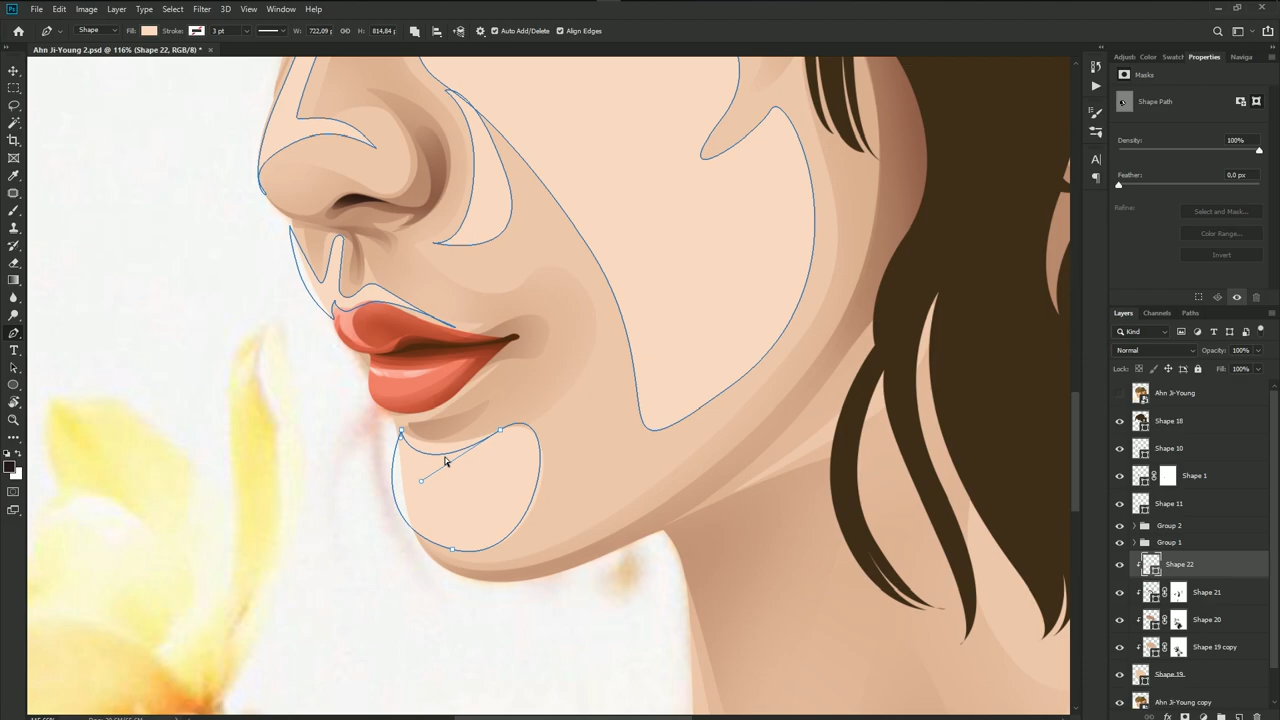 Ps File Edit Image Layer Type Select Filter 3D View Window Help
Shape Fill: Stroke: 3 pt W: 722,09 p H: 814,84 p Auto Add/Delete Align Edges
Ahn Ji-Young 2.psd @ 116% (Shape 22, RGB/8) * ×
Adjus Color Swatch Properties Naviga
Masks
Shape Path
Density: 100%
Feather: 0,0 px
Refine: Select and Mask...
Color Range...
Invert
Layers Channels Paths
Kind
Normal Opacity: 100%
Lock: Fill: 100%
Ahn Ji-Young
Shape 18
Shape 10
Shape 1
Shape 11
Group 2
Group 1
Shape 22
Shape 21
Shape 20
Shape 19 copy
Shape 19
Ahn Ji-Young copy
fx